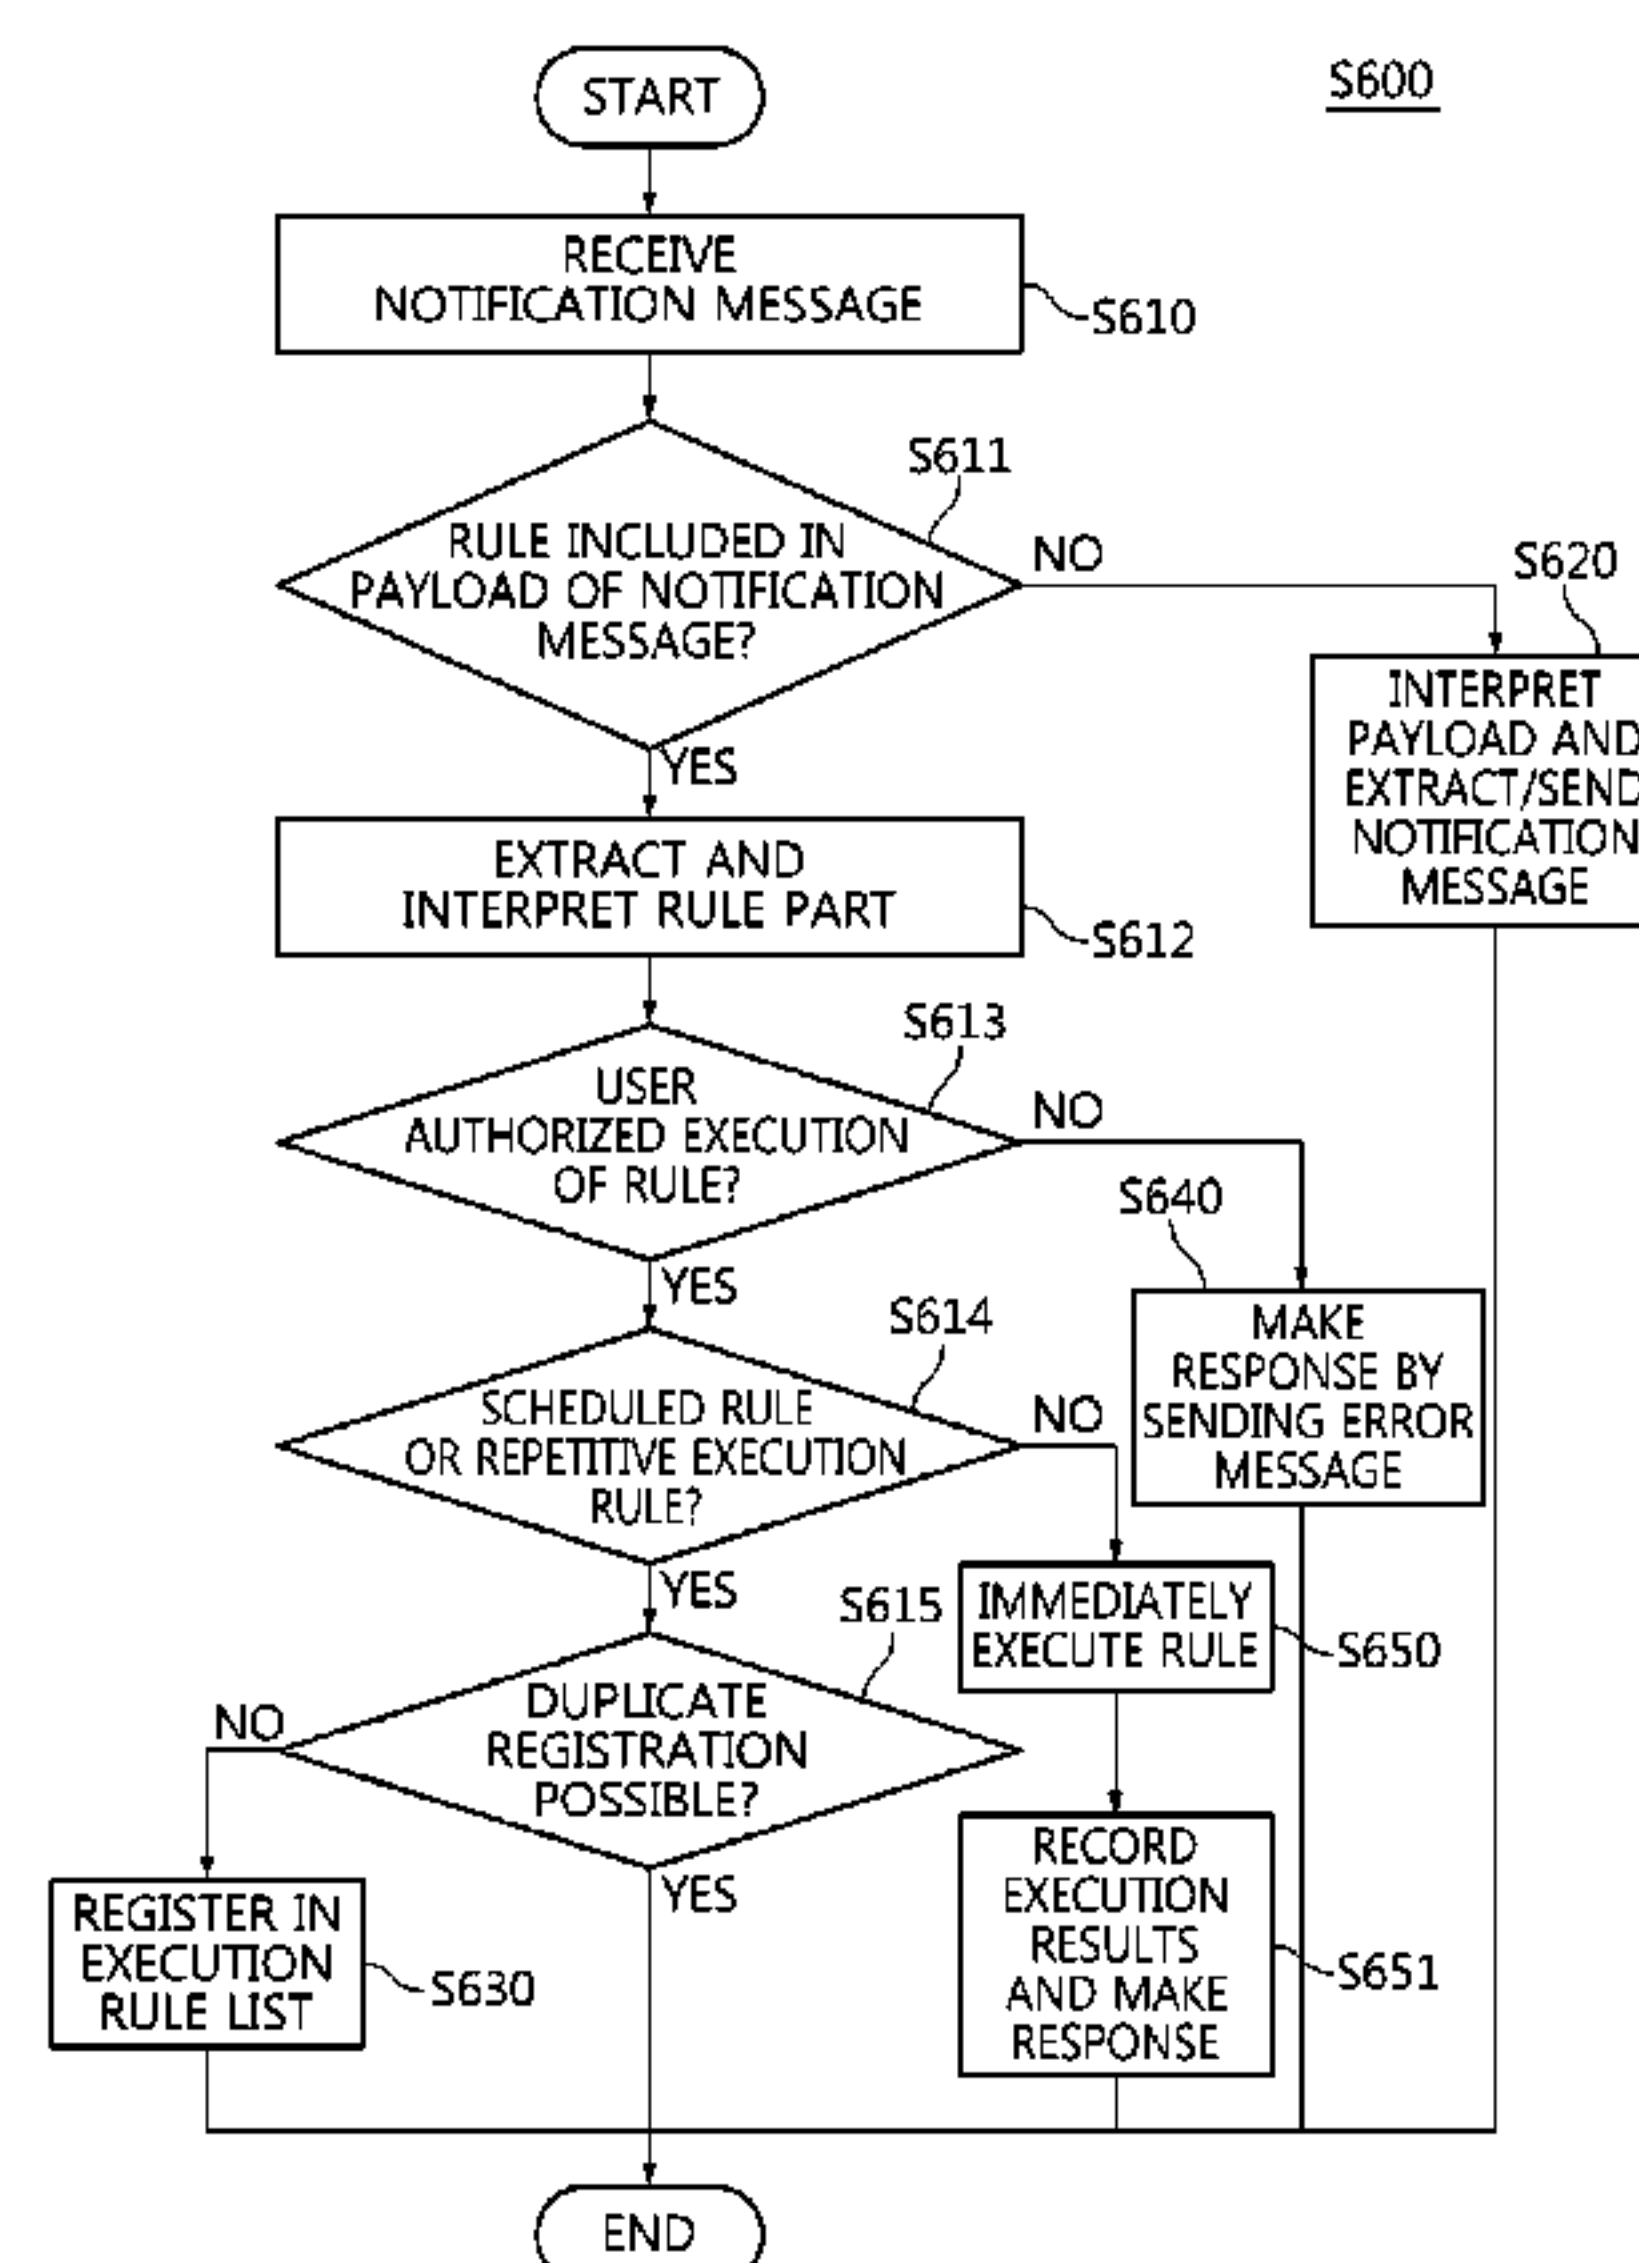 START
S600
RECEIVE
NOTIFICATION MESSAGE
S610
S611
RULE INCLUDED IN
PAYLOAD OF NOTIFICATION
MESSAGE?
NO
YES
S620
INTERPRET
PAYLOAD AND
EXTRACT/SEND
NOTIFICATION
MESSAGE
EXTRACT AND
INTERPRET RULE PART
S612
S613
USER
AUTHORIZED EXECUTION
OF RULE?
NO
YES
S640
MAKE
RESPONSE BY
SENDING ERROR
MESSAGE
S614
SCHEDULED RULE
OR REPETITIVE EXECUTION
RULE?
NO
YES
IMMEDIATELY
EXECUTE RULE
S650
S615
DUPLICATE
REGISTRATION
POSSIBLE?
NO
YES
REGISTER IN
EXECUTION
RULE LIST
S630
RECORD
EXECUTION
RESULTS
AND MAKE
RESPONSE
S651
END